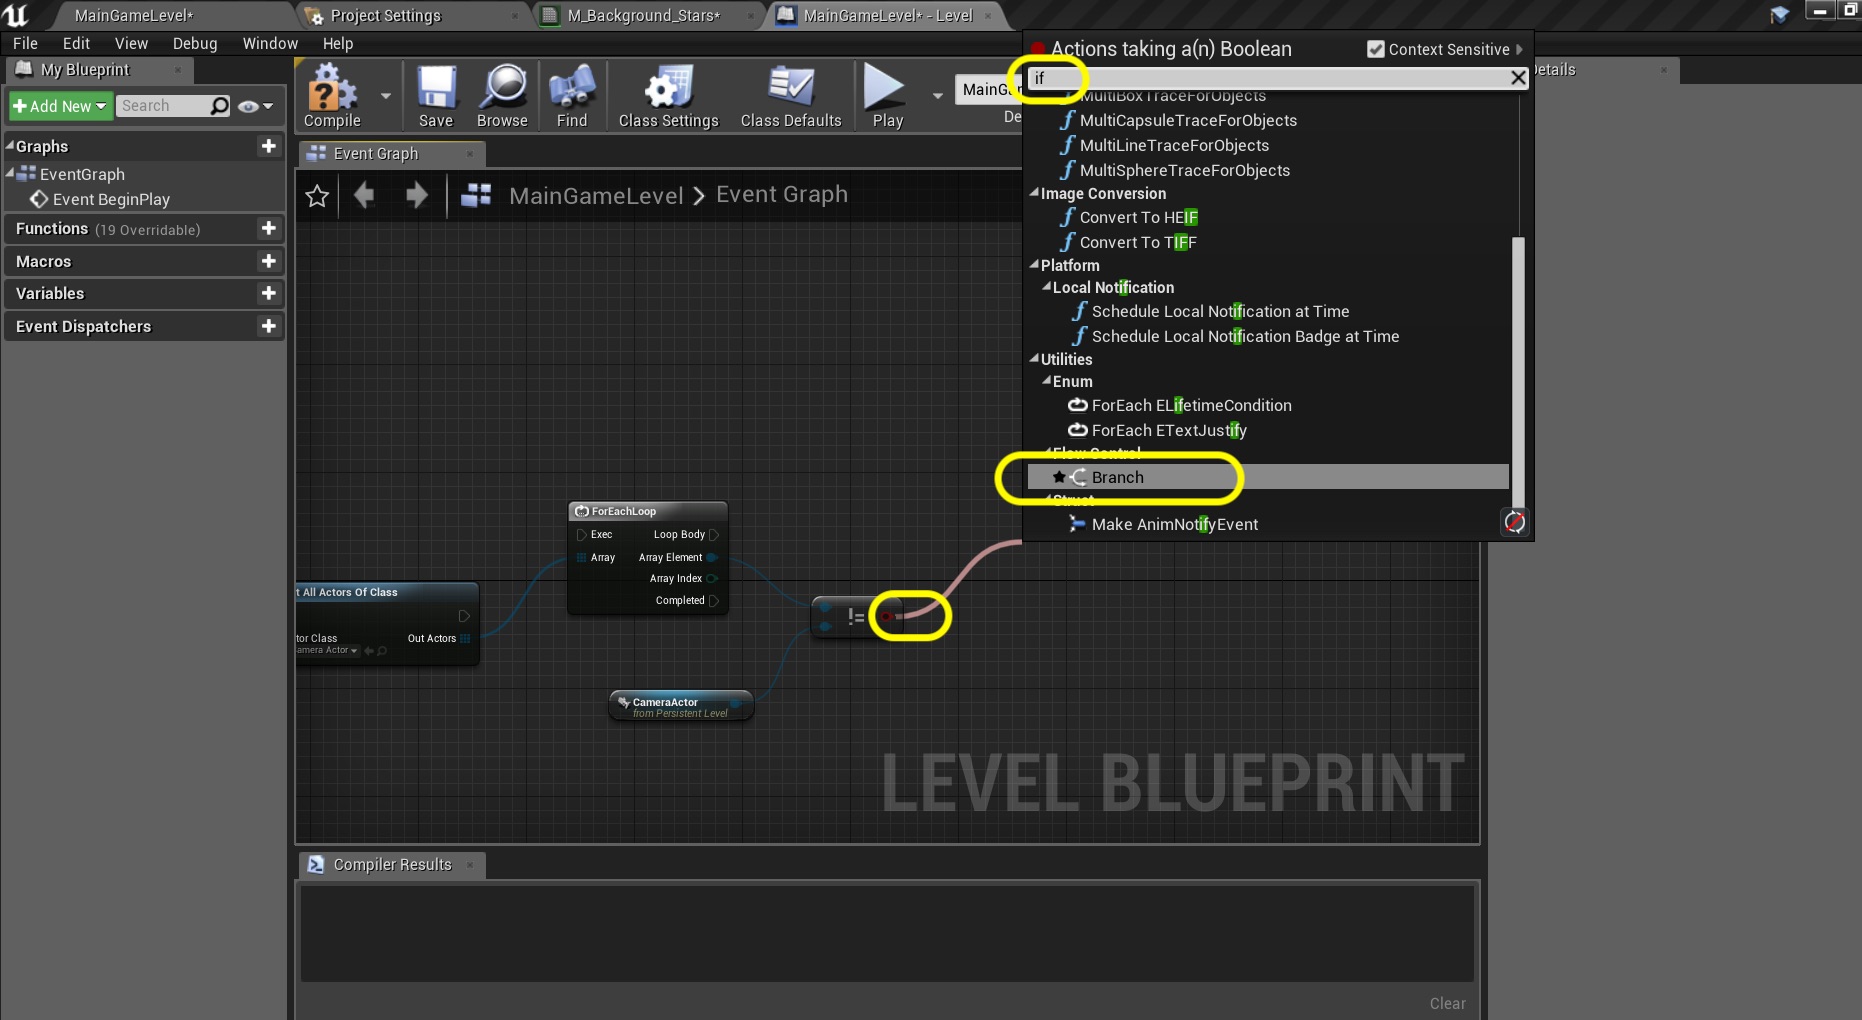 MainGameLevel*
Project Settings
M_Background_Stars*
MainGameLevel* - Level
File Edit View Debug Window Help
My Blueprint
Add New
Search
Graphs
EventGraph
Event BeginPlay
Functions (19 Overridable)
Macros
Variables
Event Dispatchers
Compile
Save
Browse
Find
Class Settings
Class Defaults
Play
MainGa
De
Event Graph
MainGameLevel > Event Graph
Actions taking a(n) Boolean
Context Sensitive
if
MultiBoxTraceForObjects
MultiCapsuleTraceForObjects
MultiLineTraceForObjects
MultiSphereTraceForObjects
Image Conversion
Convert To HEIF
Convert To TIFF
Platform
Local Notification
Schedule Local Notification at Time
Schedule Local Notification Badge at Time
Utilities
Enum
ForEach ELifetimeCondition
ForEach ETextJustify
Flow Control
Branch
Struct
Make AnimNotifyEvent
Details
ForEachLoop
Exec Loop Body
Array Array Element
Array Index
Completed
t All Actors Of Class
tor Class Out Actors
amera Actor
!=
CameraActor
from Persistent Level
LEVEL BLUEPRINT
Compiler Results
Clear